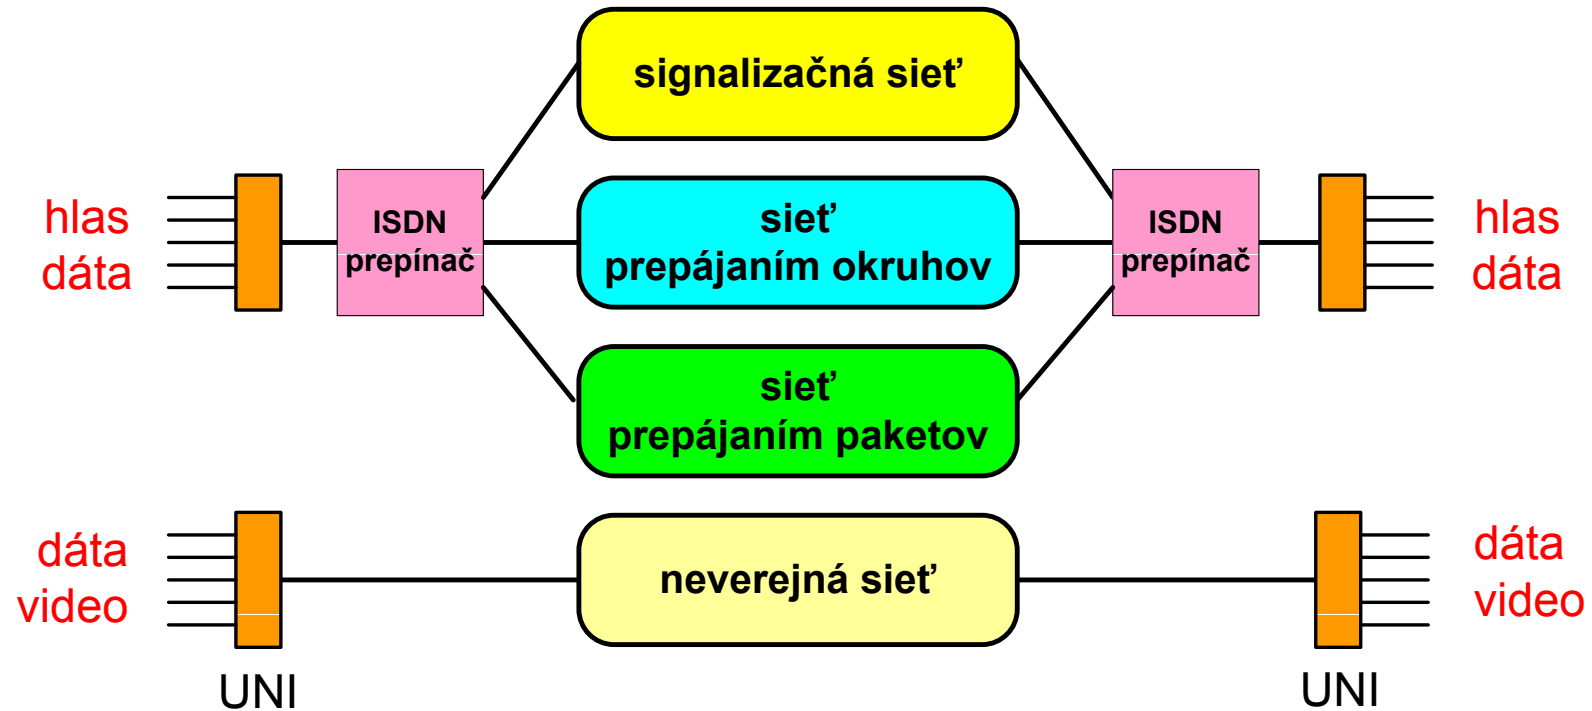 signalizačná sieť
hlas
dáta
ISDN
prepínač
sieť
prepájaním okruhov
ISDN
prepínač
hlas
dáta
sieť
prepájaním paketov
dáta
video
neverejná sieť
dáta
video
UNI
UNI